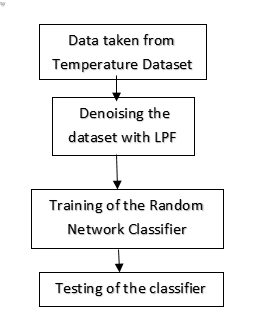 Data taken from
Temperature Dataset
Denoising the
dataset with LPF
Training of the Random
Network Classifier
Testing of the classifier